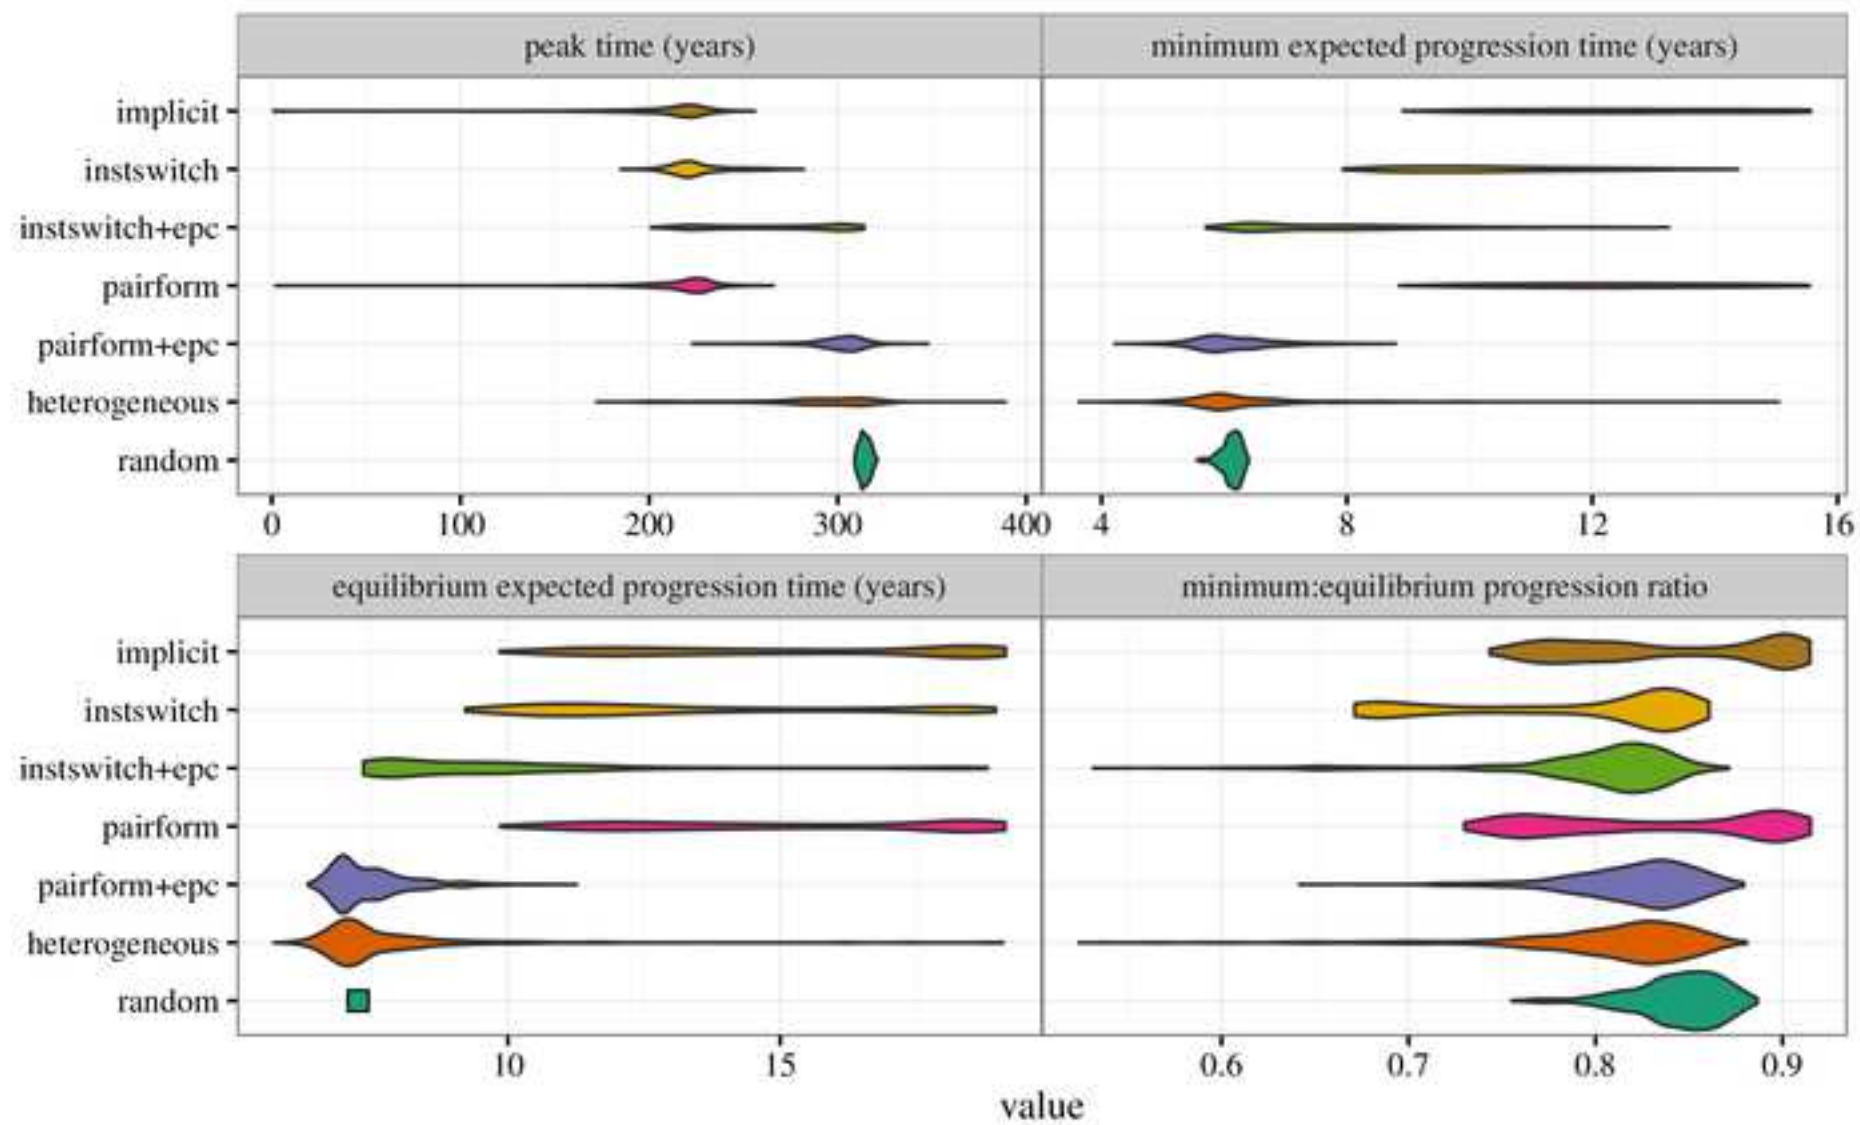 peak time (years)
minimum expected progression time (years)
implicit
instswitch
instswitch+epc
pairform
pairform+epc
heterogeneous
random
0 100 200 300 400 4 8 12 16
equilibrium expected progression time (years)
minimum:equilibrium progression ratio
implicit
instswitch
instswitch+epc
pairform
pairform+epc
heterogeneous
random
10 15 0.6 0.7 0.8 0.9
value